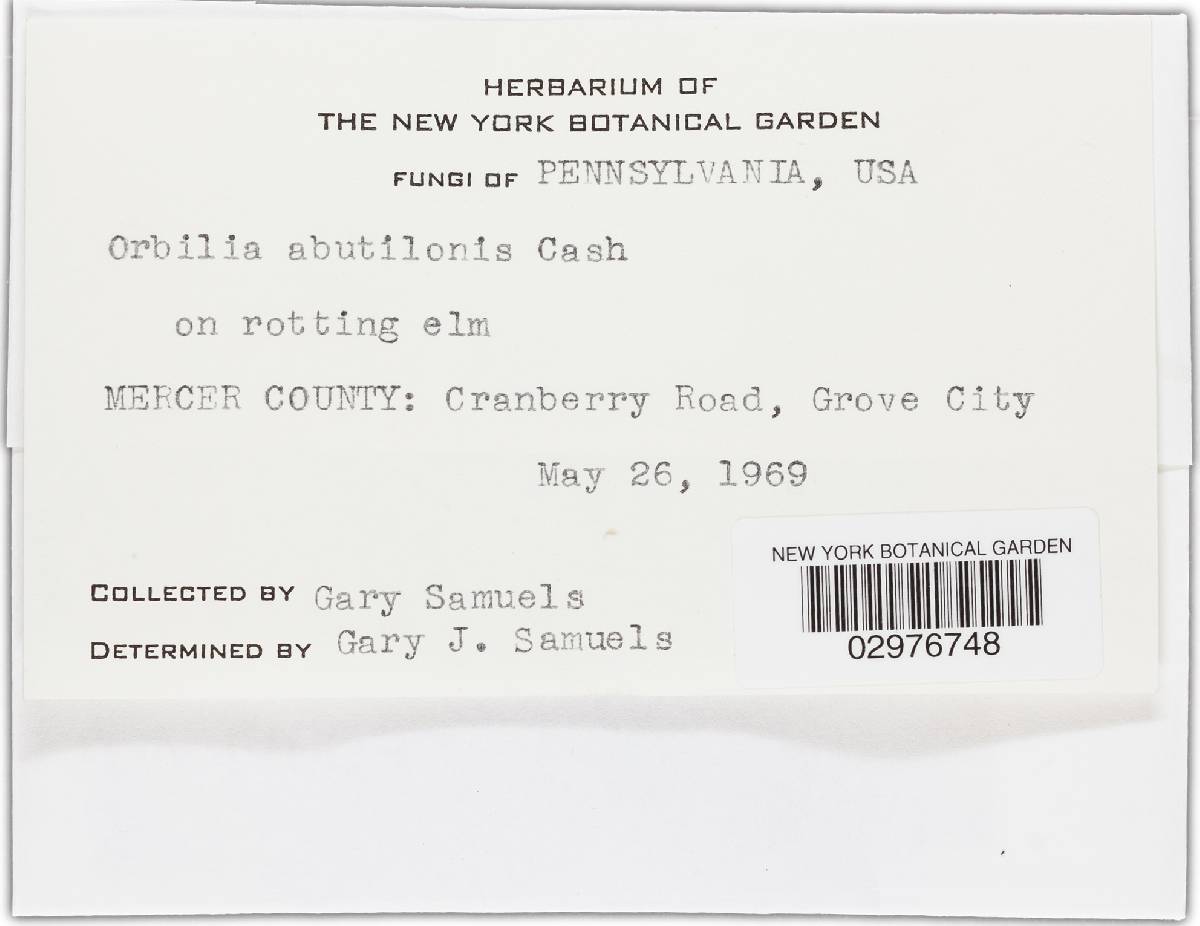 HERBARIUM OF
THE NEW YORK BOTANICAL GARDEN
FUNGI OF PENNSYLVANIA, USA
Orbilia abutilonis Cash
on rotting elm
MERCER COUNTY: Cranberry Road, Grove City
May 26, 1969
NEW YORK BOTANICAL GARDEN
02976748
COLLECTED BY Gary Samuels
DETERMINED BY Gary J. Samuels